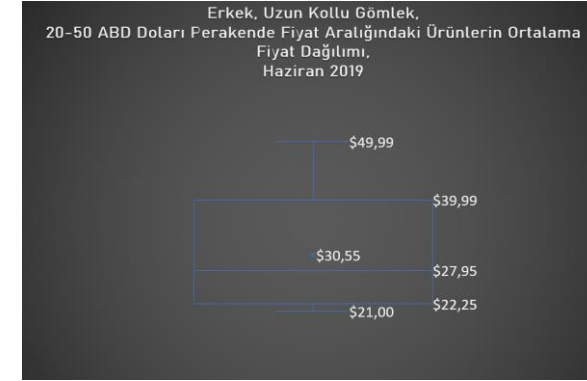 Erkek, Uzun Kollu Gömlek,
20-50 ABD Doları Perakende Fiyat Aralığındaki Ürünlerin Ortalama
Fiyat Dağılımı,
Haziran 2019
$49,99
$39,99
$30,55
$27,95
$22,25
$21,00